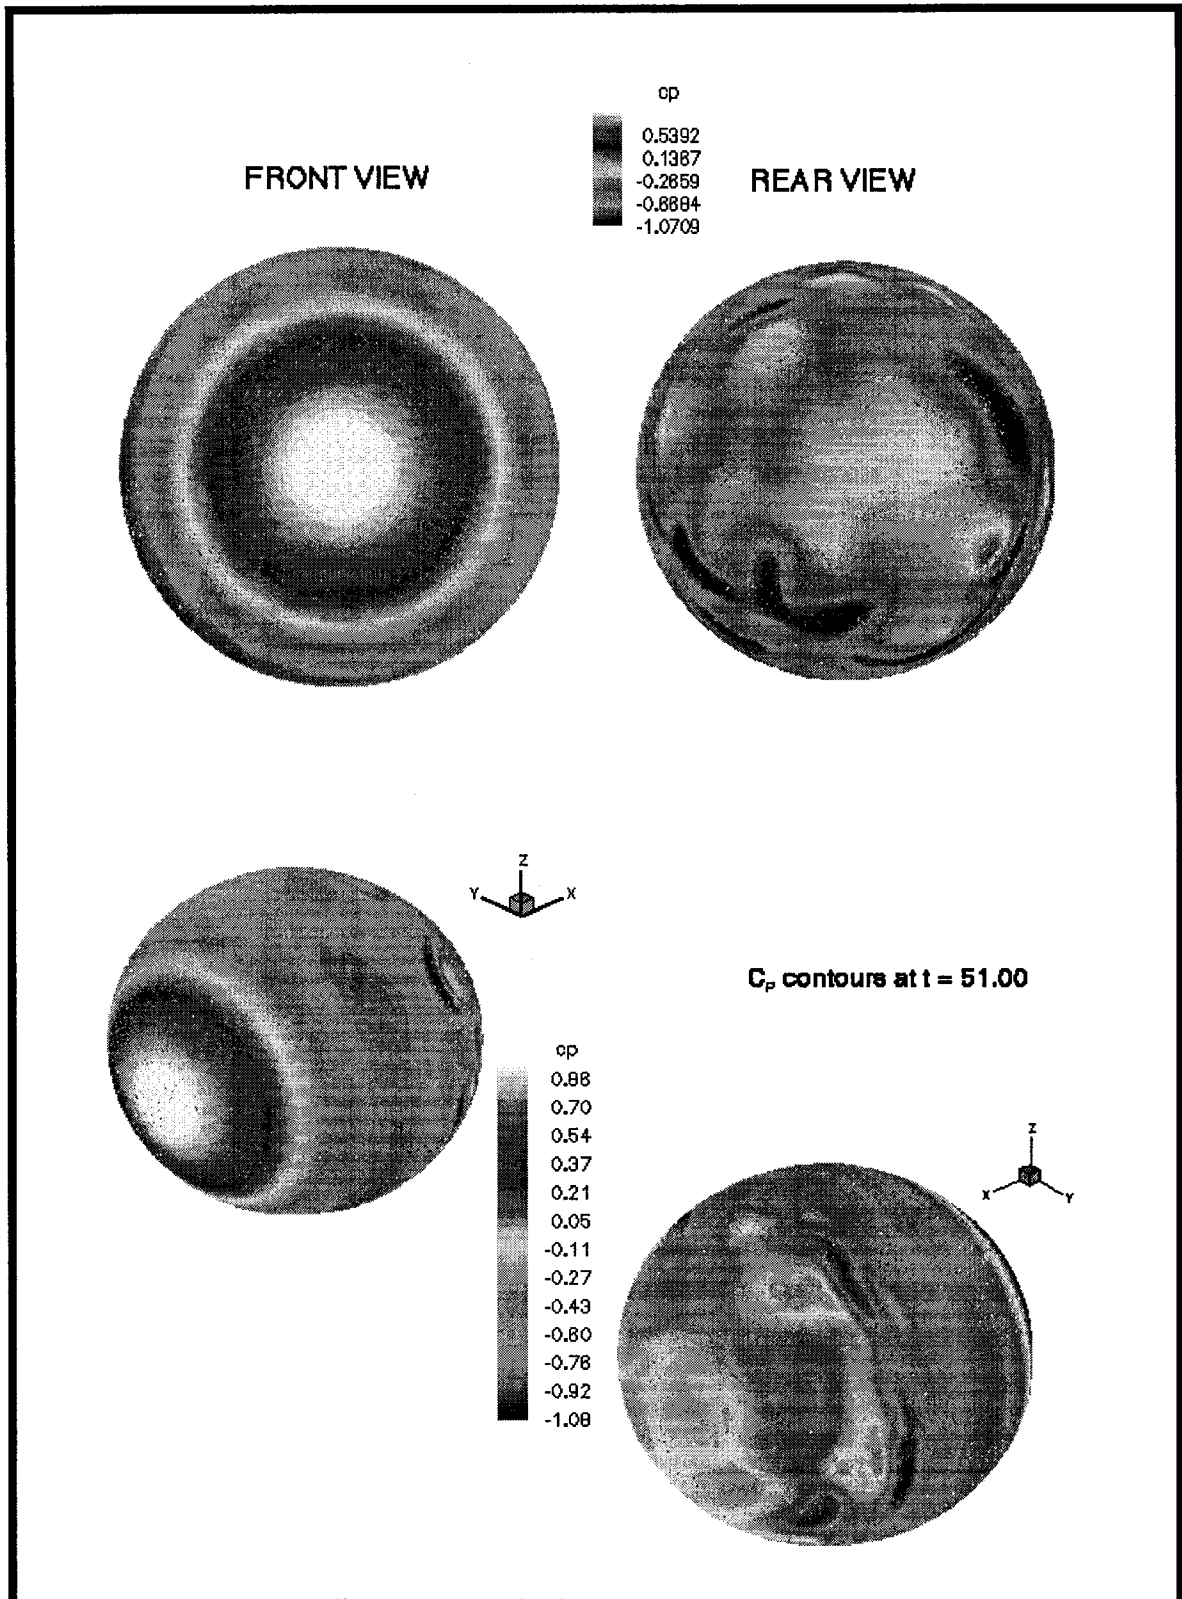 cp
0.5392
0.1367
-0.2659
-0.6684
-1.0709
FRONT VIEW
REAR VIEW
Z
Y
X
C_P contours at t = 51.00
cp
0.86
0.70
0.54
0.37
0.21
0.05
-0.11
-0.27
-0.43
-0.60
-0.76
-0.92
-1.08
Z
X
Y